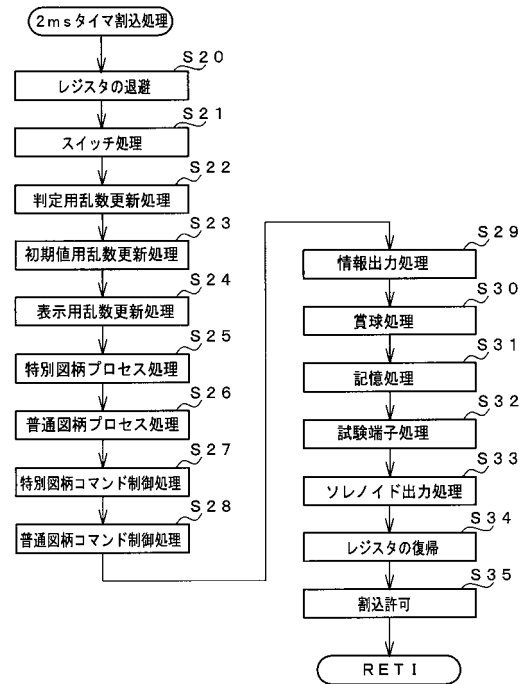 2msタイマ割込処理
S20
レジスタの退避
S21
スイッチ処理
S22
判定用乱数更新処理
S23
初期値用乱数更新処理
S24
表示用乱数更新処理
S25
特別図柄プロセス処理
S26
普通図柄プロセス処理
S27
特別図柄コマンド制御処理
S28
普通図柄コマンド制御処理
S29
情報出力処理
S30
賞球処理
S31
記憶処理
S32
試験端子処理
S33
ソレノイド出力処理
S34
レジスタの復帰
S35
割込許可
RETI